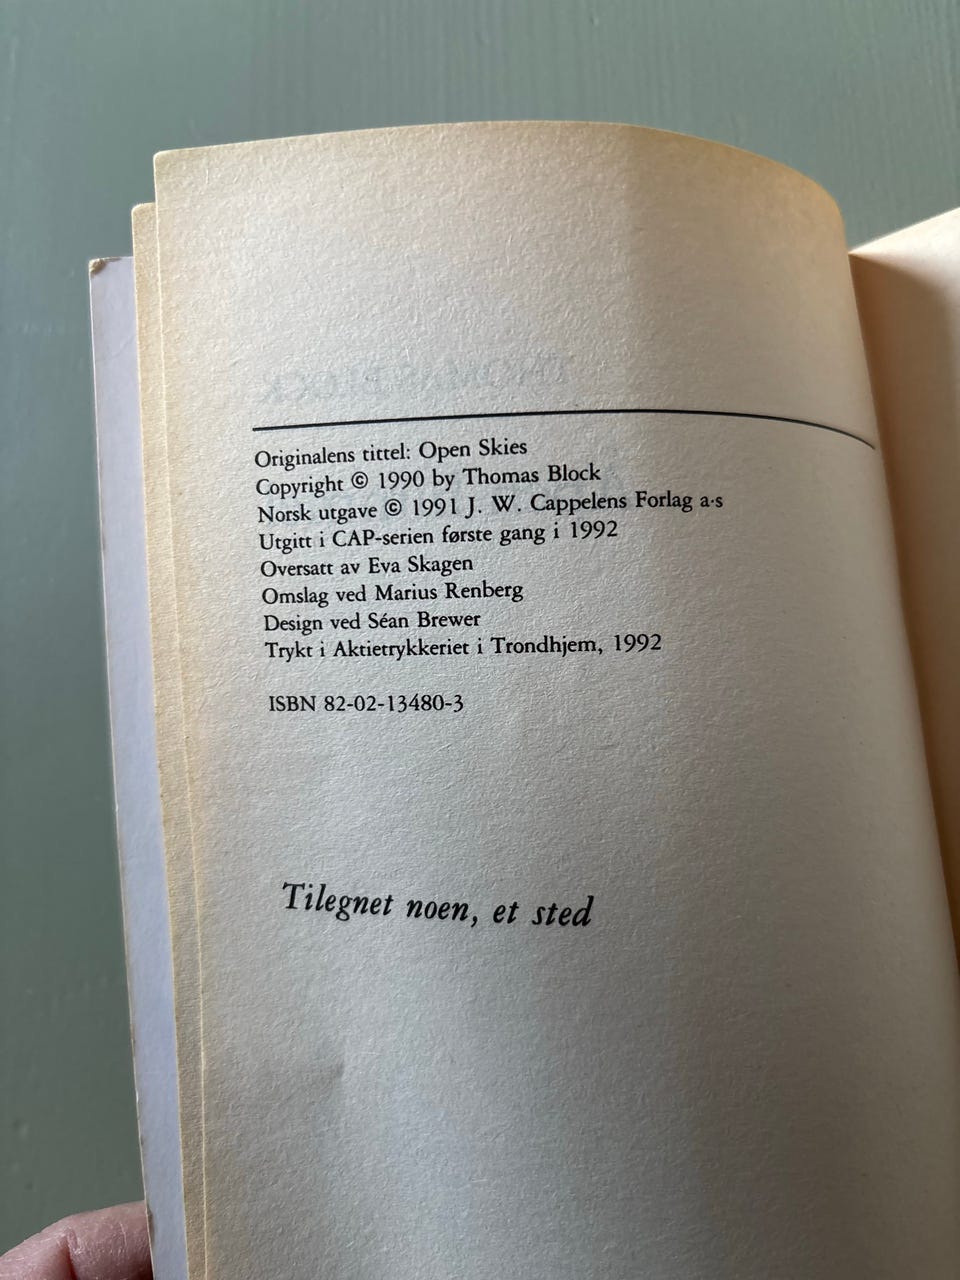 Originalens tittel: Open Skies
Copyright © 1990 by Thomas Block
Norsk utgave © 1991 J. W. Cappelens Forlag a·s
Utgitt i CAP-serien første gang i 1992
Oversatt av Eva Skagen
Omslag ved Marius Renberg
Design ved Séan Brewer
Trykt i Aktietrykkeriet i Trondhjem, 1992
ISBN 82-02-13480-3
Tilegnet noen, et sted